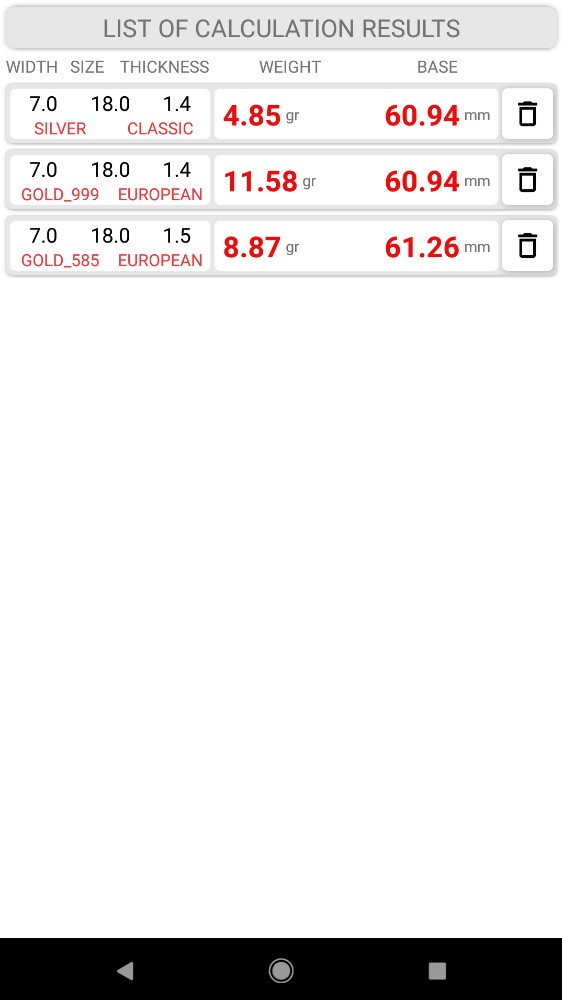 LIST OF CALCULATION RESULTS
WIDTH SIZE THICKNESS WEIGHT BASE
7.0 18.0 1.4
SILVER CLASSIC
4.85 gr 60.94 mm
7.0 18.0 1.4
GOLD_999 EUROPEAN
11.58 gr 60.94 mm
7.0 18.0 1.5
GOLD_585 EUROPEAN
8.87 gr 61.26 mm